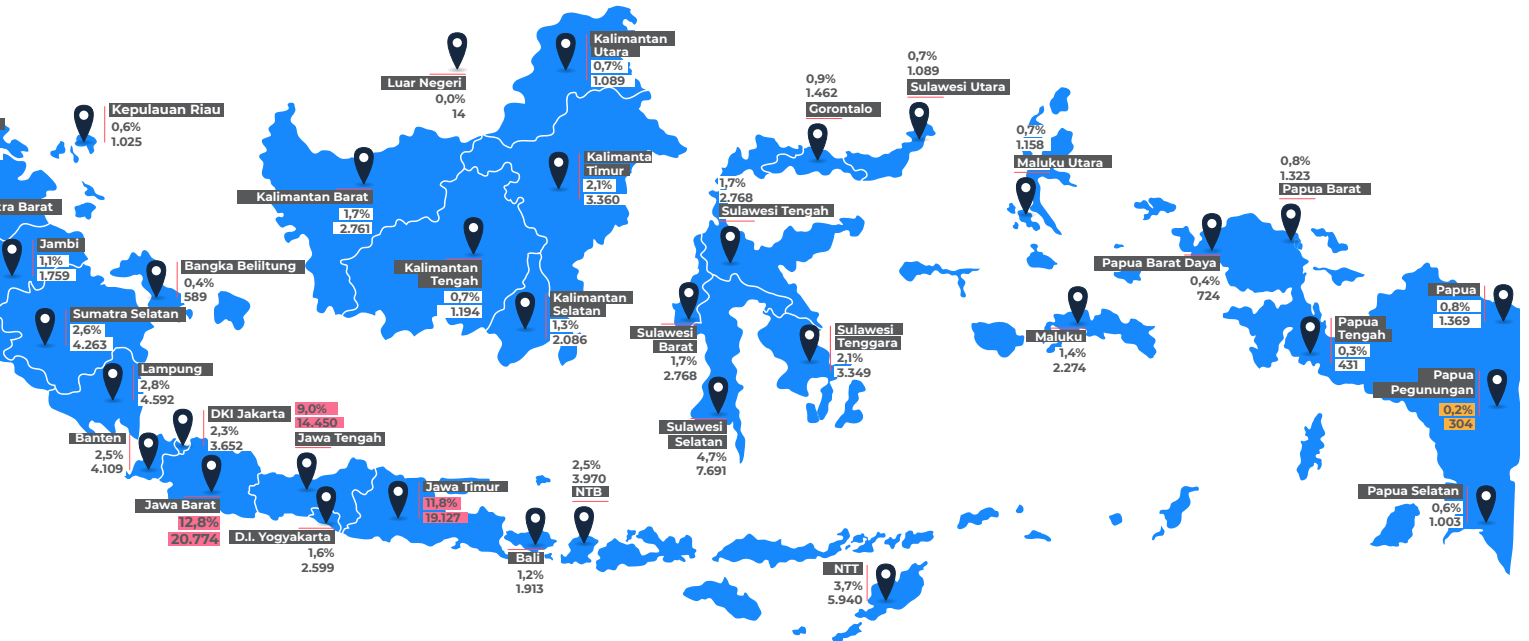 Luar Negeri
0,0%
14
Kalimantan
Utara
0,7%
1.089
0,9%
1.462
Gorontalo
0,7%
1.089
Sulawesi Utara
Kepulauan Riau
0,6%
1.025
Kalimanta
Timur
2,1%
3.360
0,7%
1.158
Maluku Utara
0,8%
1.323
Papua Barat
tra Barat
Kalimantan Barat
1,7%
2.761
1,7%
2.768
Sulawesi Tengah
Jambi
1,1%
1.759
Bangka Beliltung
0,4%
589
Kalimantan
Tengah
0,7%
1.194
Papua Barat Daya
0,4%
724
Sumatra Selatan
2,6%
4.263
Kalimantan
Selatan
1,3%
2.086
Sulawesi
Barat
1,7%
2.768
Sulawesi
Tenggara
2,1%
3.349
Maluku
1,4%
2.274
Papua
Tengah
0,3%
431
Papua
0,8%
1.369
Lampung
2,8%
4.592
Papua
Pegunungan
0,2%
304
DKI Jakarta
2,3%
3.652
9,0%
14.450
Jawa Tengah
Banten
2,5%
4.109
Sulawesi
Selatan
4,7%
7.691
2,5%
3.970
NTB
Jawa Timur
11,8%
19.127
Papua Selatan
0,6%
1.003
Jawa Barat
12,8%
20.774
D.I. Yogyakarta
1,6%
2.599
Bali
1,2%
1.913
NTT
3,7%
5.940